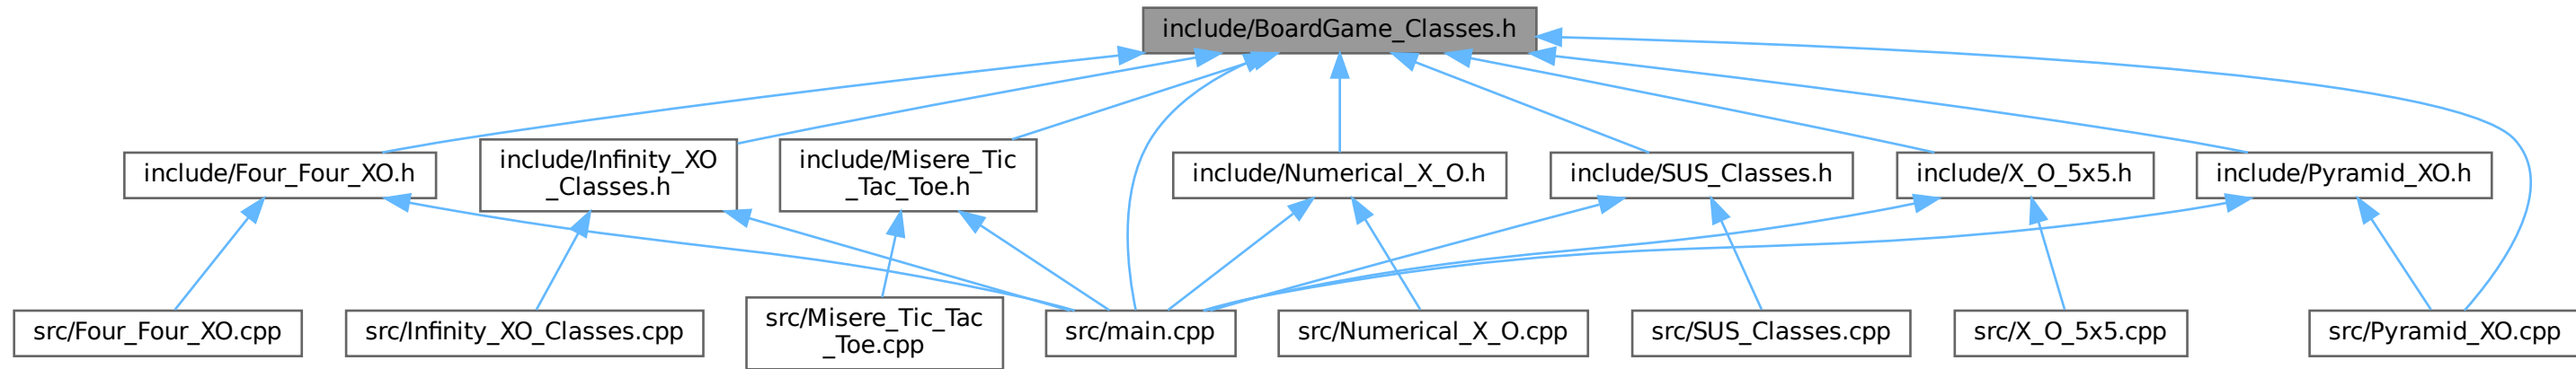 include/BoardGame_Classes.h
include/Four_Four_XO.h
include/Infinity_XO
_Classes.h
include/Misere_Tic
_Tac_Toe.h
include/Numerical_X_O.h
include/SUS_Classes.h
include/X_O_5x5.h
include/Pyramid_XO.h
src/Four_Four_XO.cpp
src/Infinity_XO_Classes.cpp
src/Misere_Tic_Tac
_Toe.cpp
src/main.cpp
src/Numerical_X_O.cpp
src/SUS_Classes.cpp
src/X_O_5x5.cpp
src/Pyramid_XO.cpp